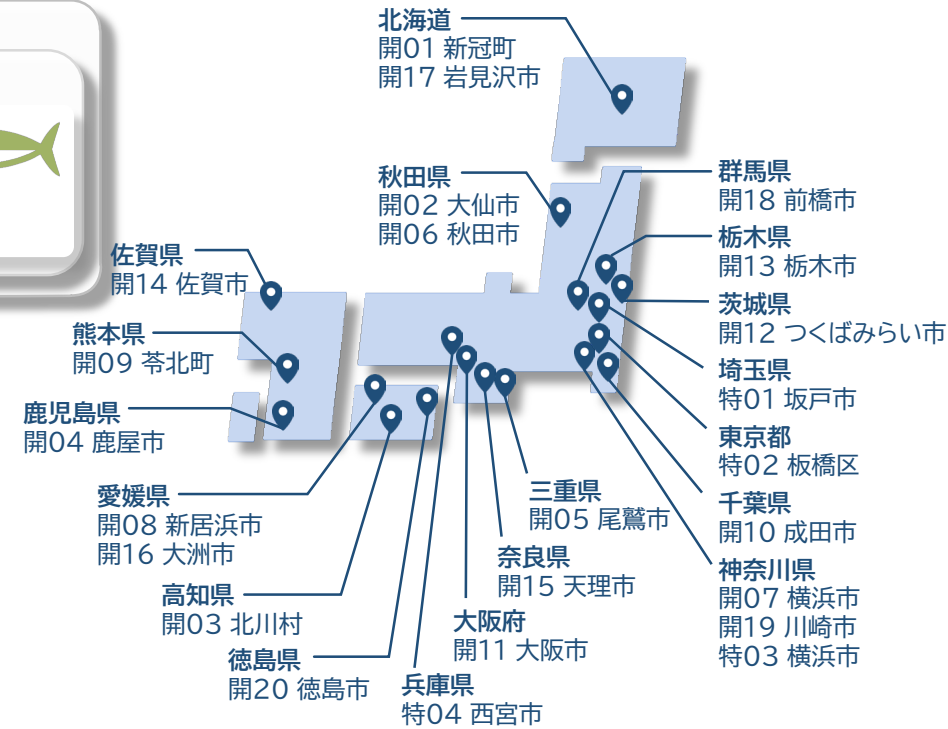 北海道
開01 新冠町
開17 岩見沢市
秋田県
開02 大仙市
開06 秋田市
群馬県
開18 前橋市
栃木県
開13 栃木市
茨城県
開12 つくばみらい市
埼玉県
特01 坂戸市
東京都
特02 板橋区
千葉県
開10 成田市
神奈川県
開07 横浜市
開19 川崎市
特03 横浜市
佐賀県
開14 佐賀市
熊本県
開09 苓北町
鹿児島県
開04 鹿屋市
愛媛県
開08 新居浜市
開16 大洲市
高知県
開03 北川村
徳島県
開20 徳島市
兵庫県
特04 西宮市
大阪府
開11 大阪市
奈良県
開15 天理市
三重県
開05 尾鷲市